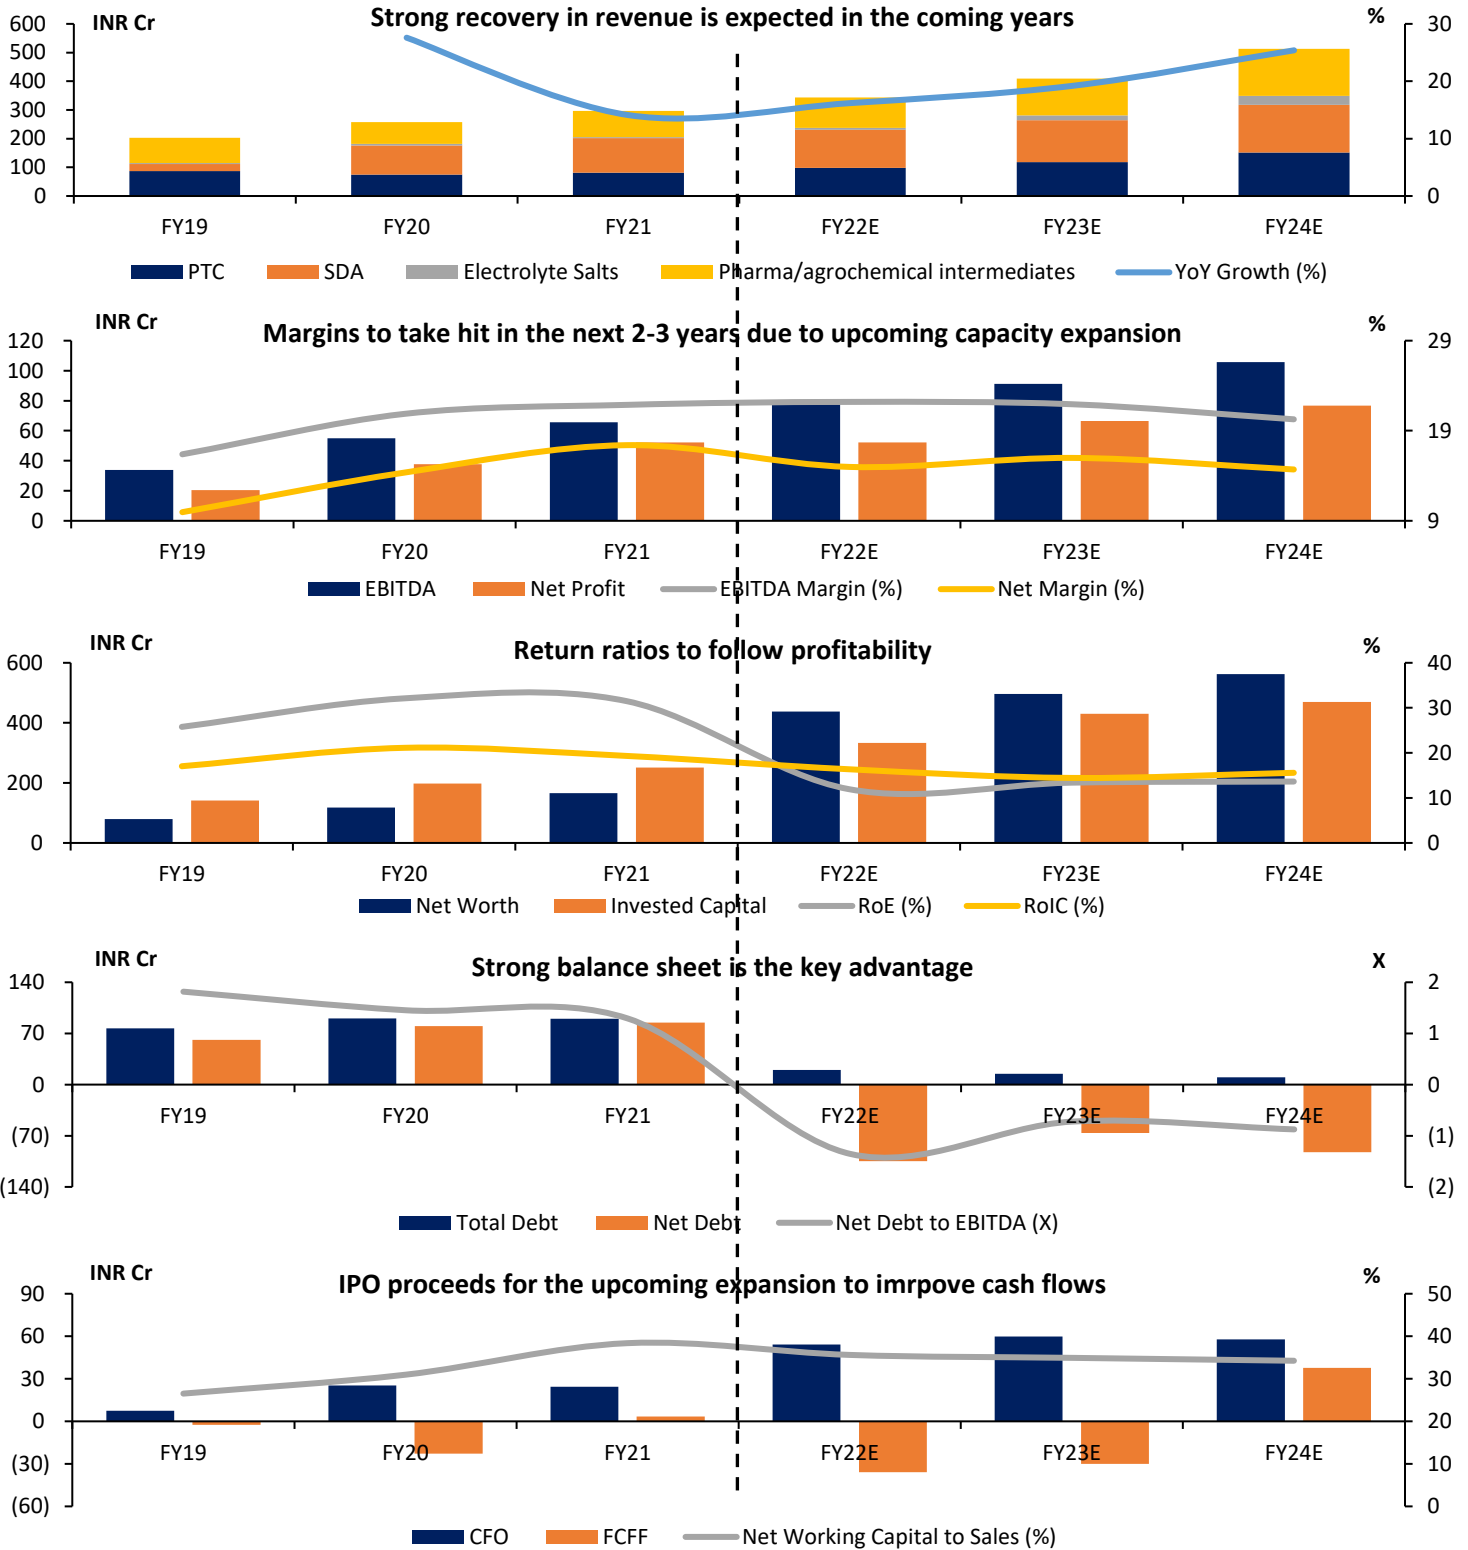 Strong recovery in revenue is expected in the coming years
INR Cr
%
600
500
400
300
200
100
0
30
20
10
0
FY19 FY20 FY21 FY22E FY23E FY24E
PTC SDA Electrolyte Salts Pharma/agrochemical intermediates YoY Growth (%)
INR Cr
%
Margins to take hit in the next 2-3 years due to upcoming capacity expansion
120
100
80
60
40
20
0
29
19
9
FY19 FY20 FY21 FY22E FY23E FY24E
EBITDA Net Profit EBITDA Margin (%) Net Margin (%)
INR Cr
%
Return ratios to follow profitability
600
400
200
0
40
30
20
10
0
FY19 FY20 FY21 FY22E FY23E FY24E
Net Worth Invested Capital RoE (%) RoIC (%)
INR Cr
X
Strong balance sheet is the key advantage
140
70
0
(70)
(140)
2
1
0
(1)
(2)
FY19 FY20 FY21 FY22E FY23E FY24E
Total Debt Net Debt Net Debt to EBITDA (X)
INR Cr
%
IPO proceeds for the upcoming expansion to imrpove cash flows
90
60
30
0
(30)
(60)
50
40
30
20
10
0
FY19 FY20 FY21 FY22E FY23E FY24E
CFO FCFF Net Working Capital to Sales (%)